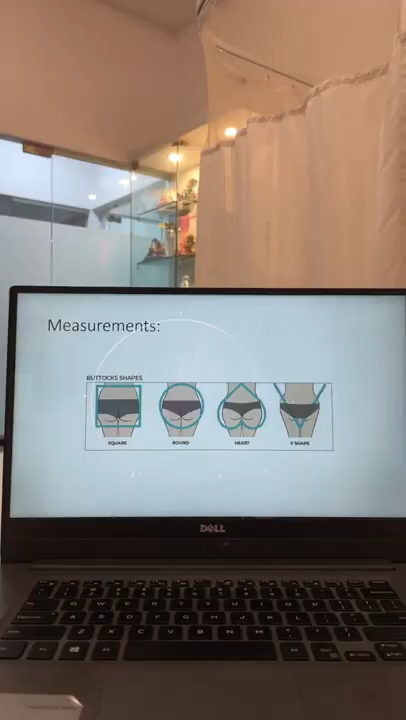 Measurements:
BUTTOCKS SHAPES
SQUARE
ROUND
HEART
V SHAPE
DELL
Q W E R T Y U I O P
A S D F G H J K L
Z X C V B N M